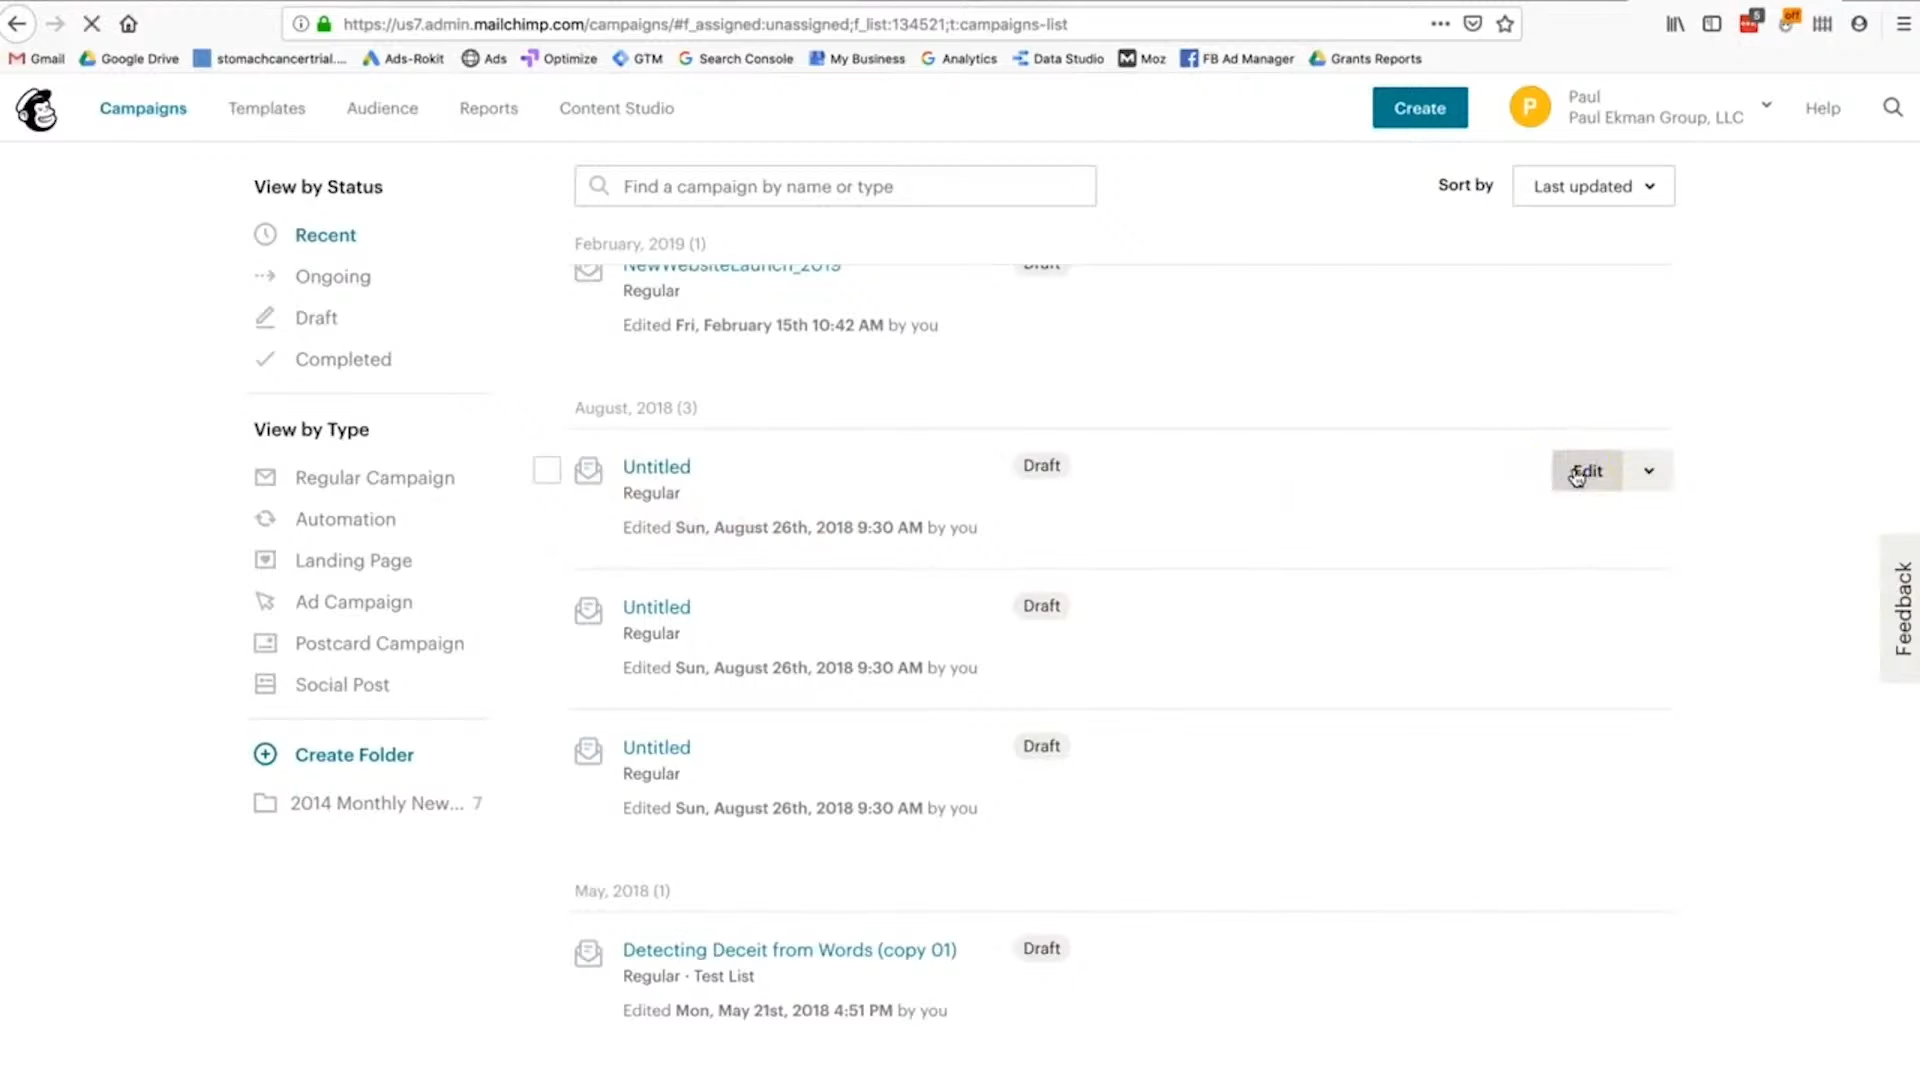 https://us7.admin.mailchimp.com/campaigns/#f_assigned:unassigned;f_list:134521;t:campaigns-list
5
off
Gmail Google Drive stomachcancertrial.... Ads-Rokit Ads Optimize GTM Search Console My Business Analytics Data Studio Moz FB Ad Manager Grants Reports
Campaigns Templates Audience Reports Content Studio Create P Paul Help
Paul Ekman Group, LLC
View by Status
Recent
Ongoing
Draft
Completed
View by Type
Regular Campaign
Automation
Landing Page
Ad Campaign
Postcard Campaign
Social Post
Create Folder
2014 Monthly New... 7
Find a campaign by name or type
Sort by Last updated
February, 2019 (1)
NewWebsiteLaunch_2019 Draft
Regular
Edited Fri, February 15th 10:42 AM by you
August, 2018 (3)
Untitled Draft Edit
Regular
Edited Sun, August 26th, 2018 9:30 AM by you
Untitled Draft
Regular
Edited Sun, August 26th, 2018 9:30 AM by you
Untitled Draft
Regular
Edited Sun, August 26th, 2018 9:30 AM by you
May, 2018 (1)
Detecting Deceit from Words (copy 01) Draft
Regular · Test List
Edited Mon, May 21st, 2018 4:51 PM by you
Feedback